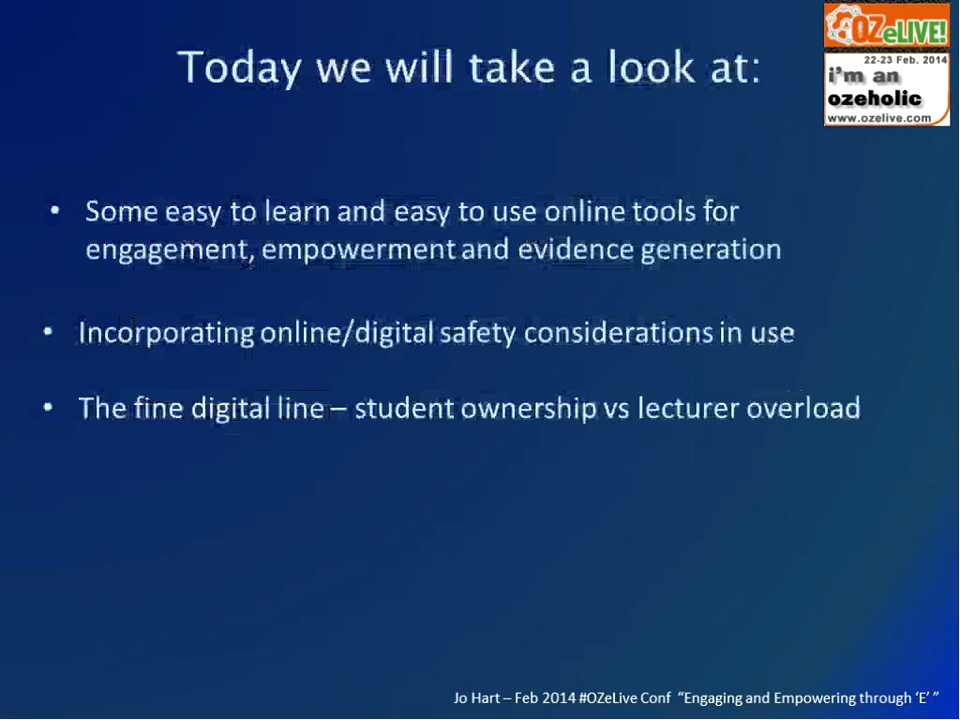 OZeLIVE!
22-23 Feb. 2014
i'm an
ozeholic
www.ozelive.com
Today we will take a look at:
• Some easy to learn and easy to use online tools for
engagement, empowerment and evidence generation
• Incorporating online/digital safety considerations in use
• The fine digital line – student ownership vs lecturer overload
Jo Hart – Feb 2014 #OZeLive Conf “Engaging and Empowering through ‘E’ ”